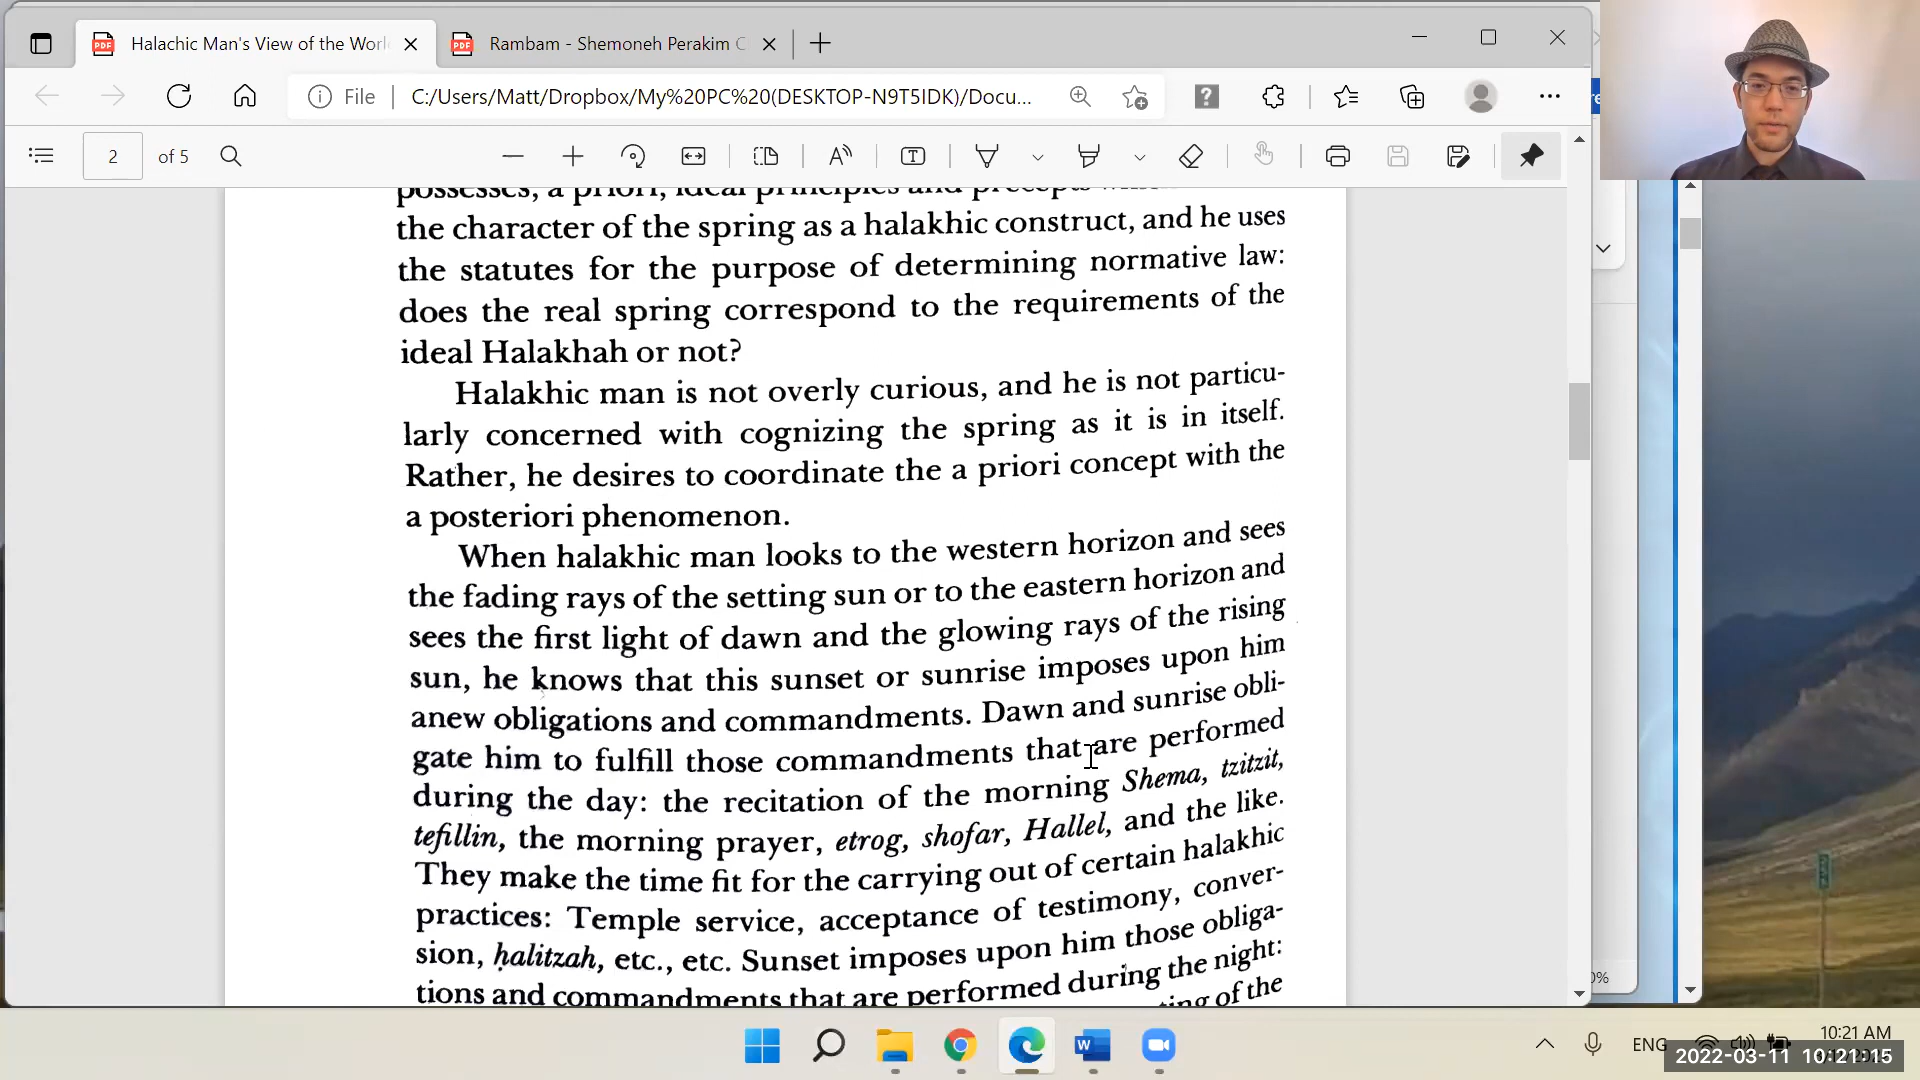 Halachic Man's View of the Worl
Rambam - Shemoneh Perakim C
File
C:/Users/Matt/Dropbox/My%20PC%20(DESKTOP-N9T5IDK)/Docu...
2 of 5
possesses, a priori, ideal principles and precepts
the character of the spring as a halakhic construct, and he uses
the statutes for the purpose of determining normative law:
does the real spring correspond to the requirements of the
ideal Halakhah or not?
Halakhic man is not overly curious, and he is not particu-
larly concerned with cognizing the spring as it is in itself.
Rather, he desires to coordinate the a priori concept with the
a posteriori phenomenon.
When halakhic man looks to the western horizon and sees
the fading rays of the setting sun or to the eastern horizon and
sees the first light of dawn and the glowing rays of the rising
sun, he knows that this sunset or sunrise imposes upon him
anew obligations and commandments. Dawn and sunrise obli-
gate him to fulfill those commandments that are performed
during the day: the recitation of the morning Shema, tzitzit,
tefillin, the morning prayer, etrog, shofar, Hallel, and the like.
They make the time fit for the carrying out of certain halakhic
practices: Temple service, acceptance of testimony, conver-
sion, ḥalitzah, etc., etc. Sunset imposes upon him those obliga-
tions and commandments that are performed during the night:
of the
0%
ENG
10:21 AM
2022-03-11 10:21:15